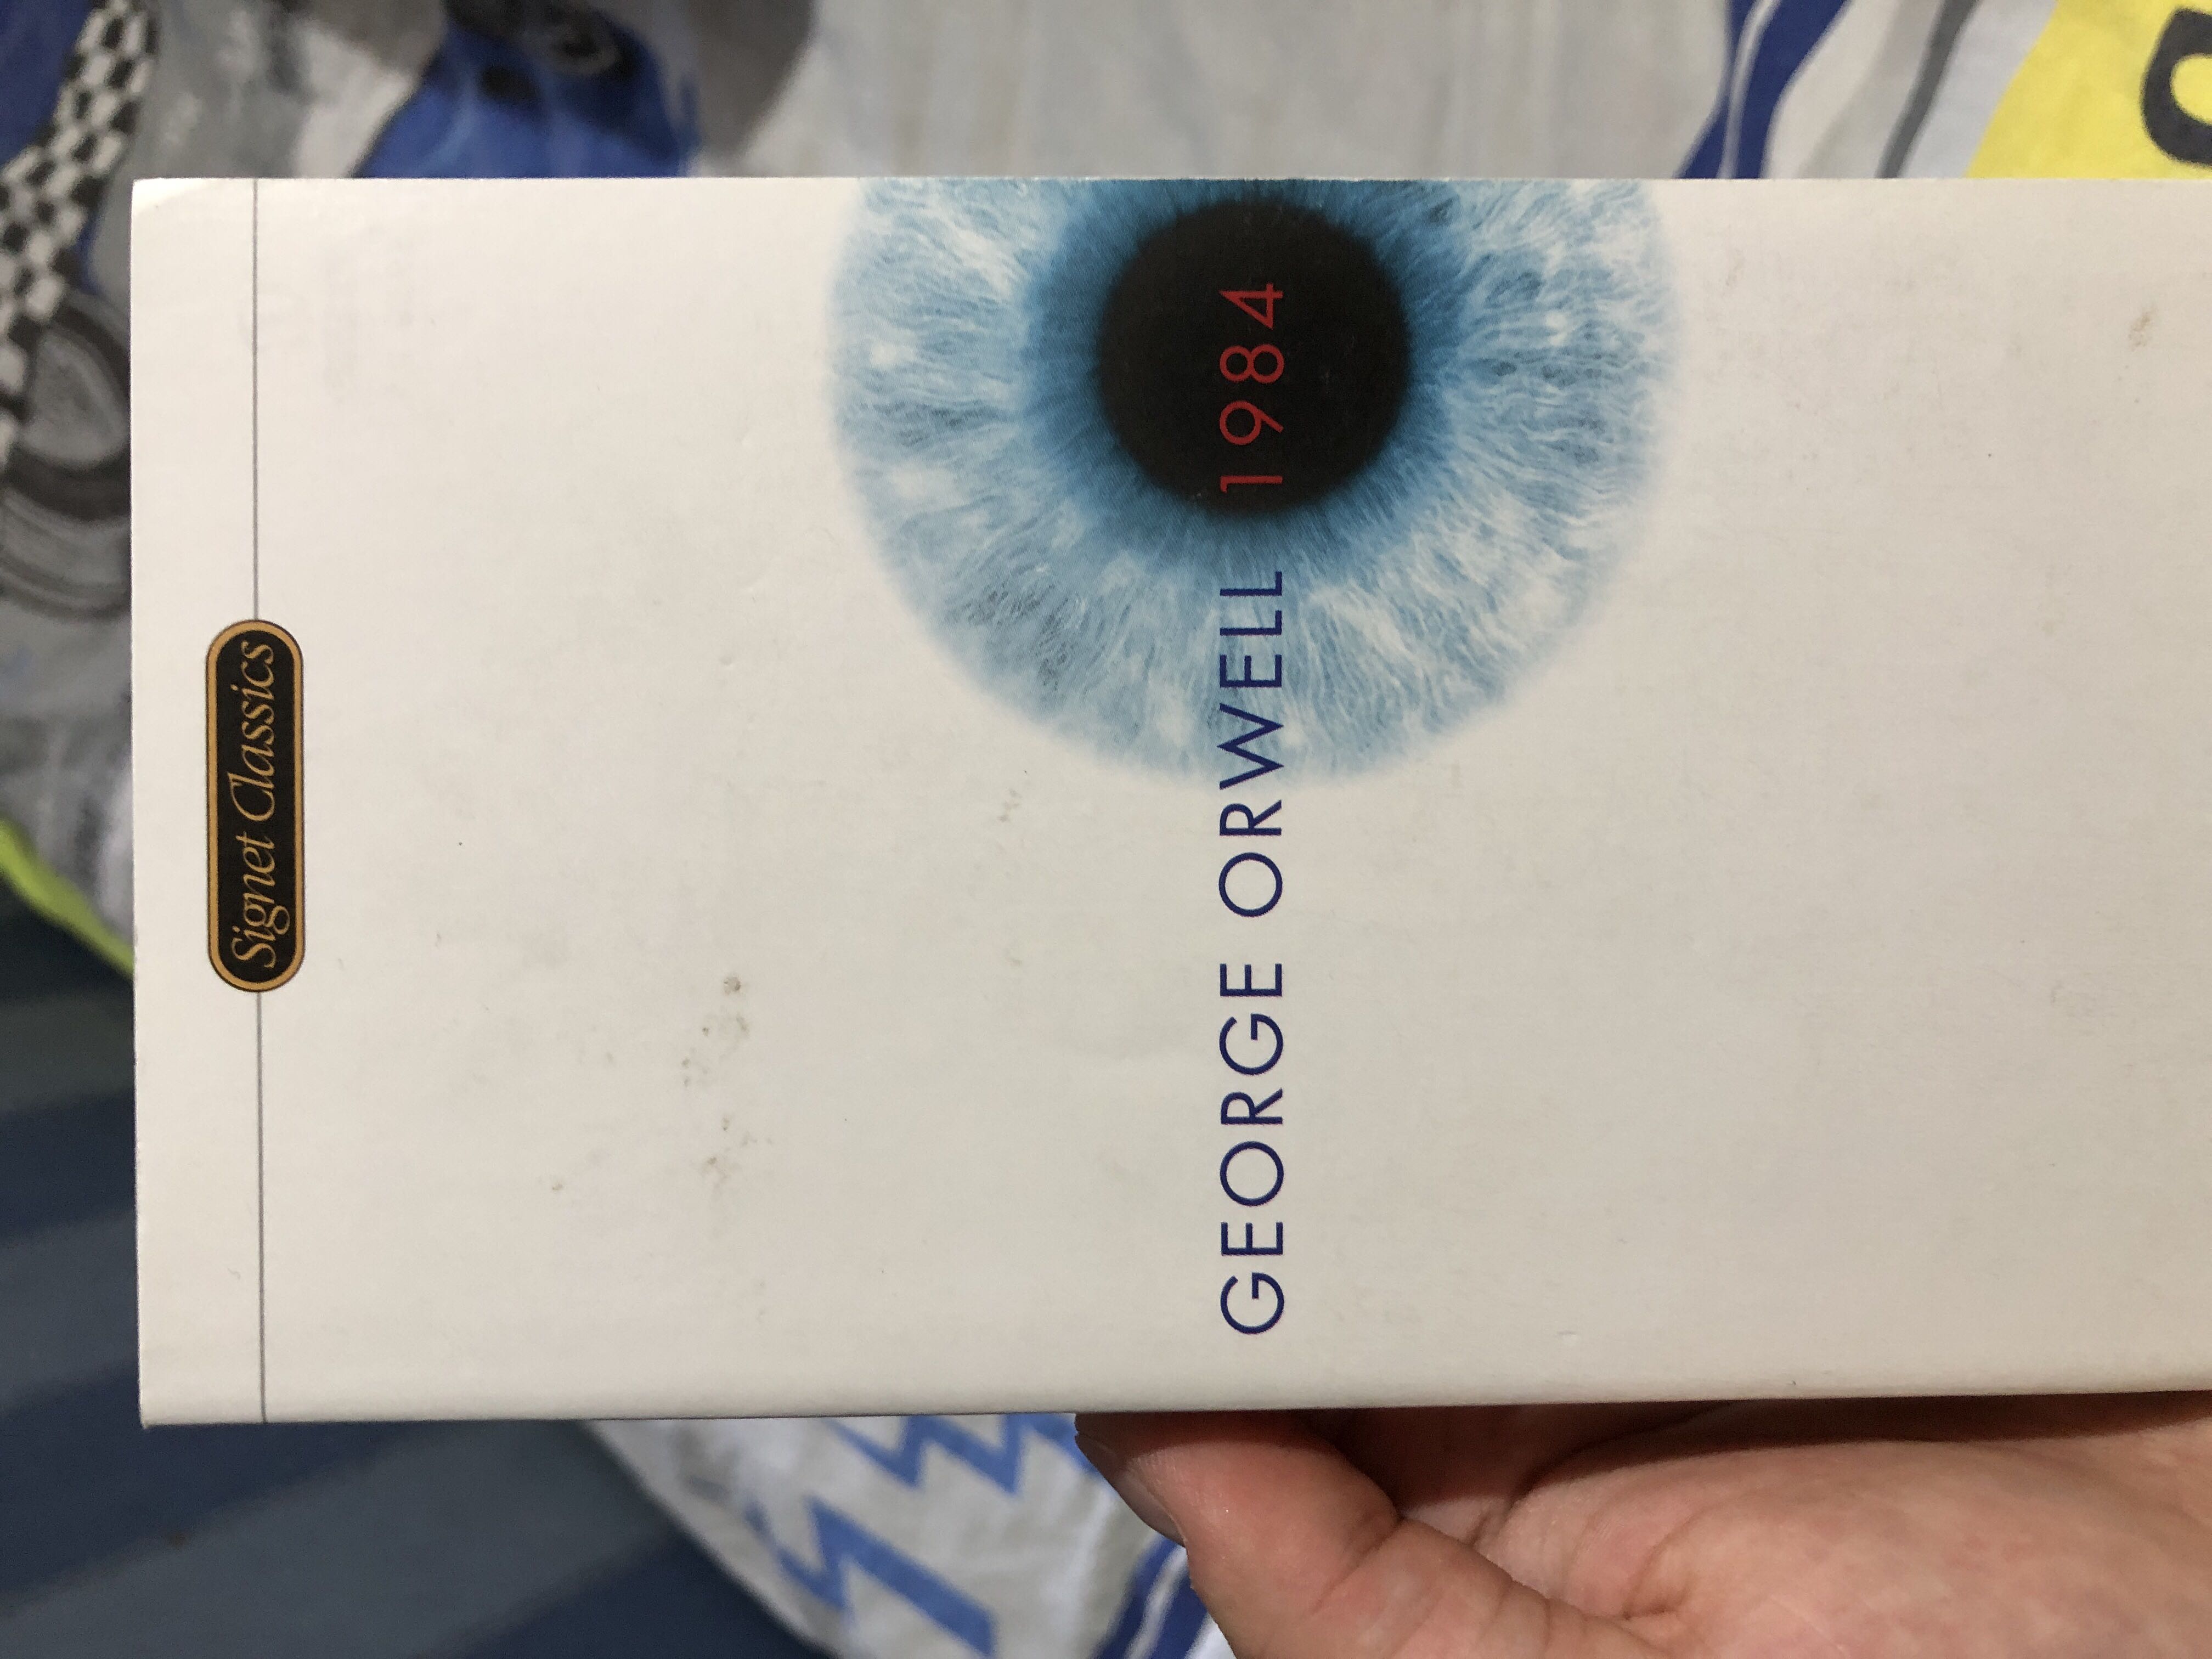 Signet Classics
GEORGE ORWELL 1984